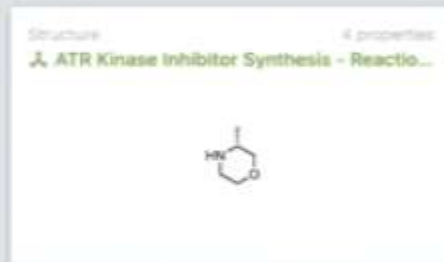 Structure 4 properties
ATR Kinase Inhibitor Synthesis - Reactio...
HN
O